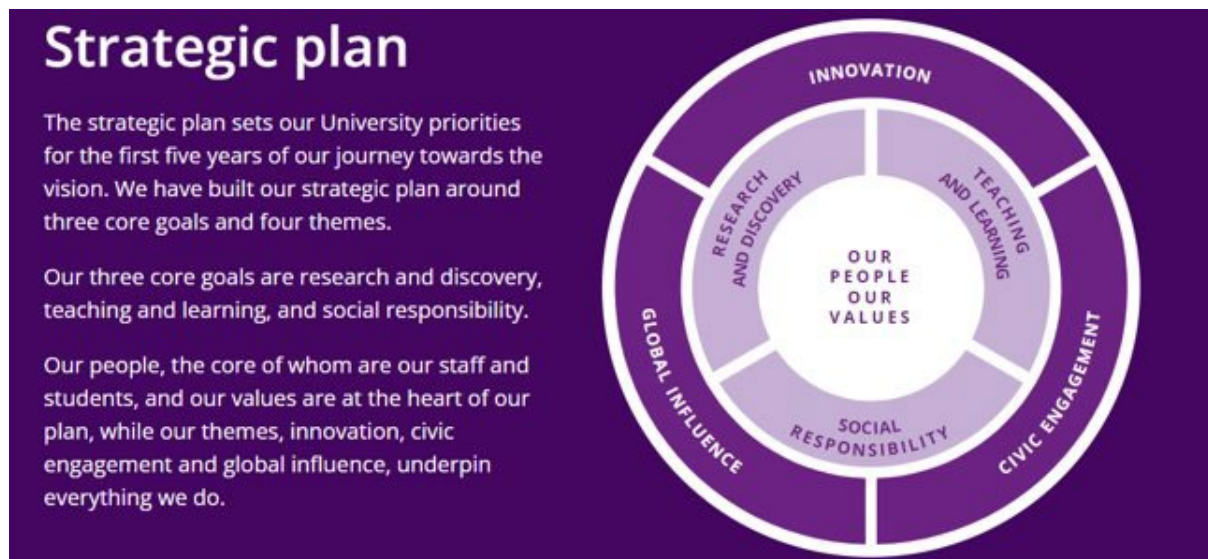 Strategic plan
The strategic plan sets our University priorities
for the first five years of our journey towards the
vision. We have built our strategic plan around
three core goals and four themes.
Our three core goals are research and discovery,
teaching and learning, and social responsibility.
Our people, the core of whom are our staff and
students, and our values are at the heart of our
plan, while our themes, innovation, civic
engagement and global influence, underpin
everything we do.
INNOVATION
RESEARCH
AND DISCOVERY
TEACHING
AND LEARNING
OUR
PEOPLE
OUR
VALUES
GLOBAL INFLUENCE
CIVIC ENGAGEMENT
SOCIAL
RESPONSIBILITY